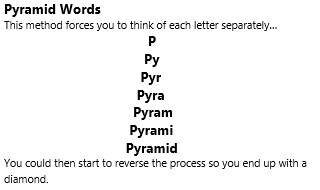 Pyramid Words
This method forces you to think of each letter separately...
P
Py
Pyr
Pyra
Pyram
Pyrami
Pyramid
You could then start to reverse the process so you end up with a
diamond.